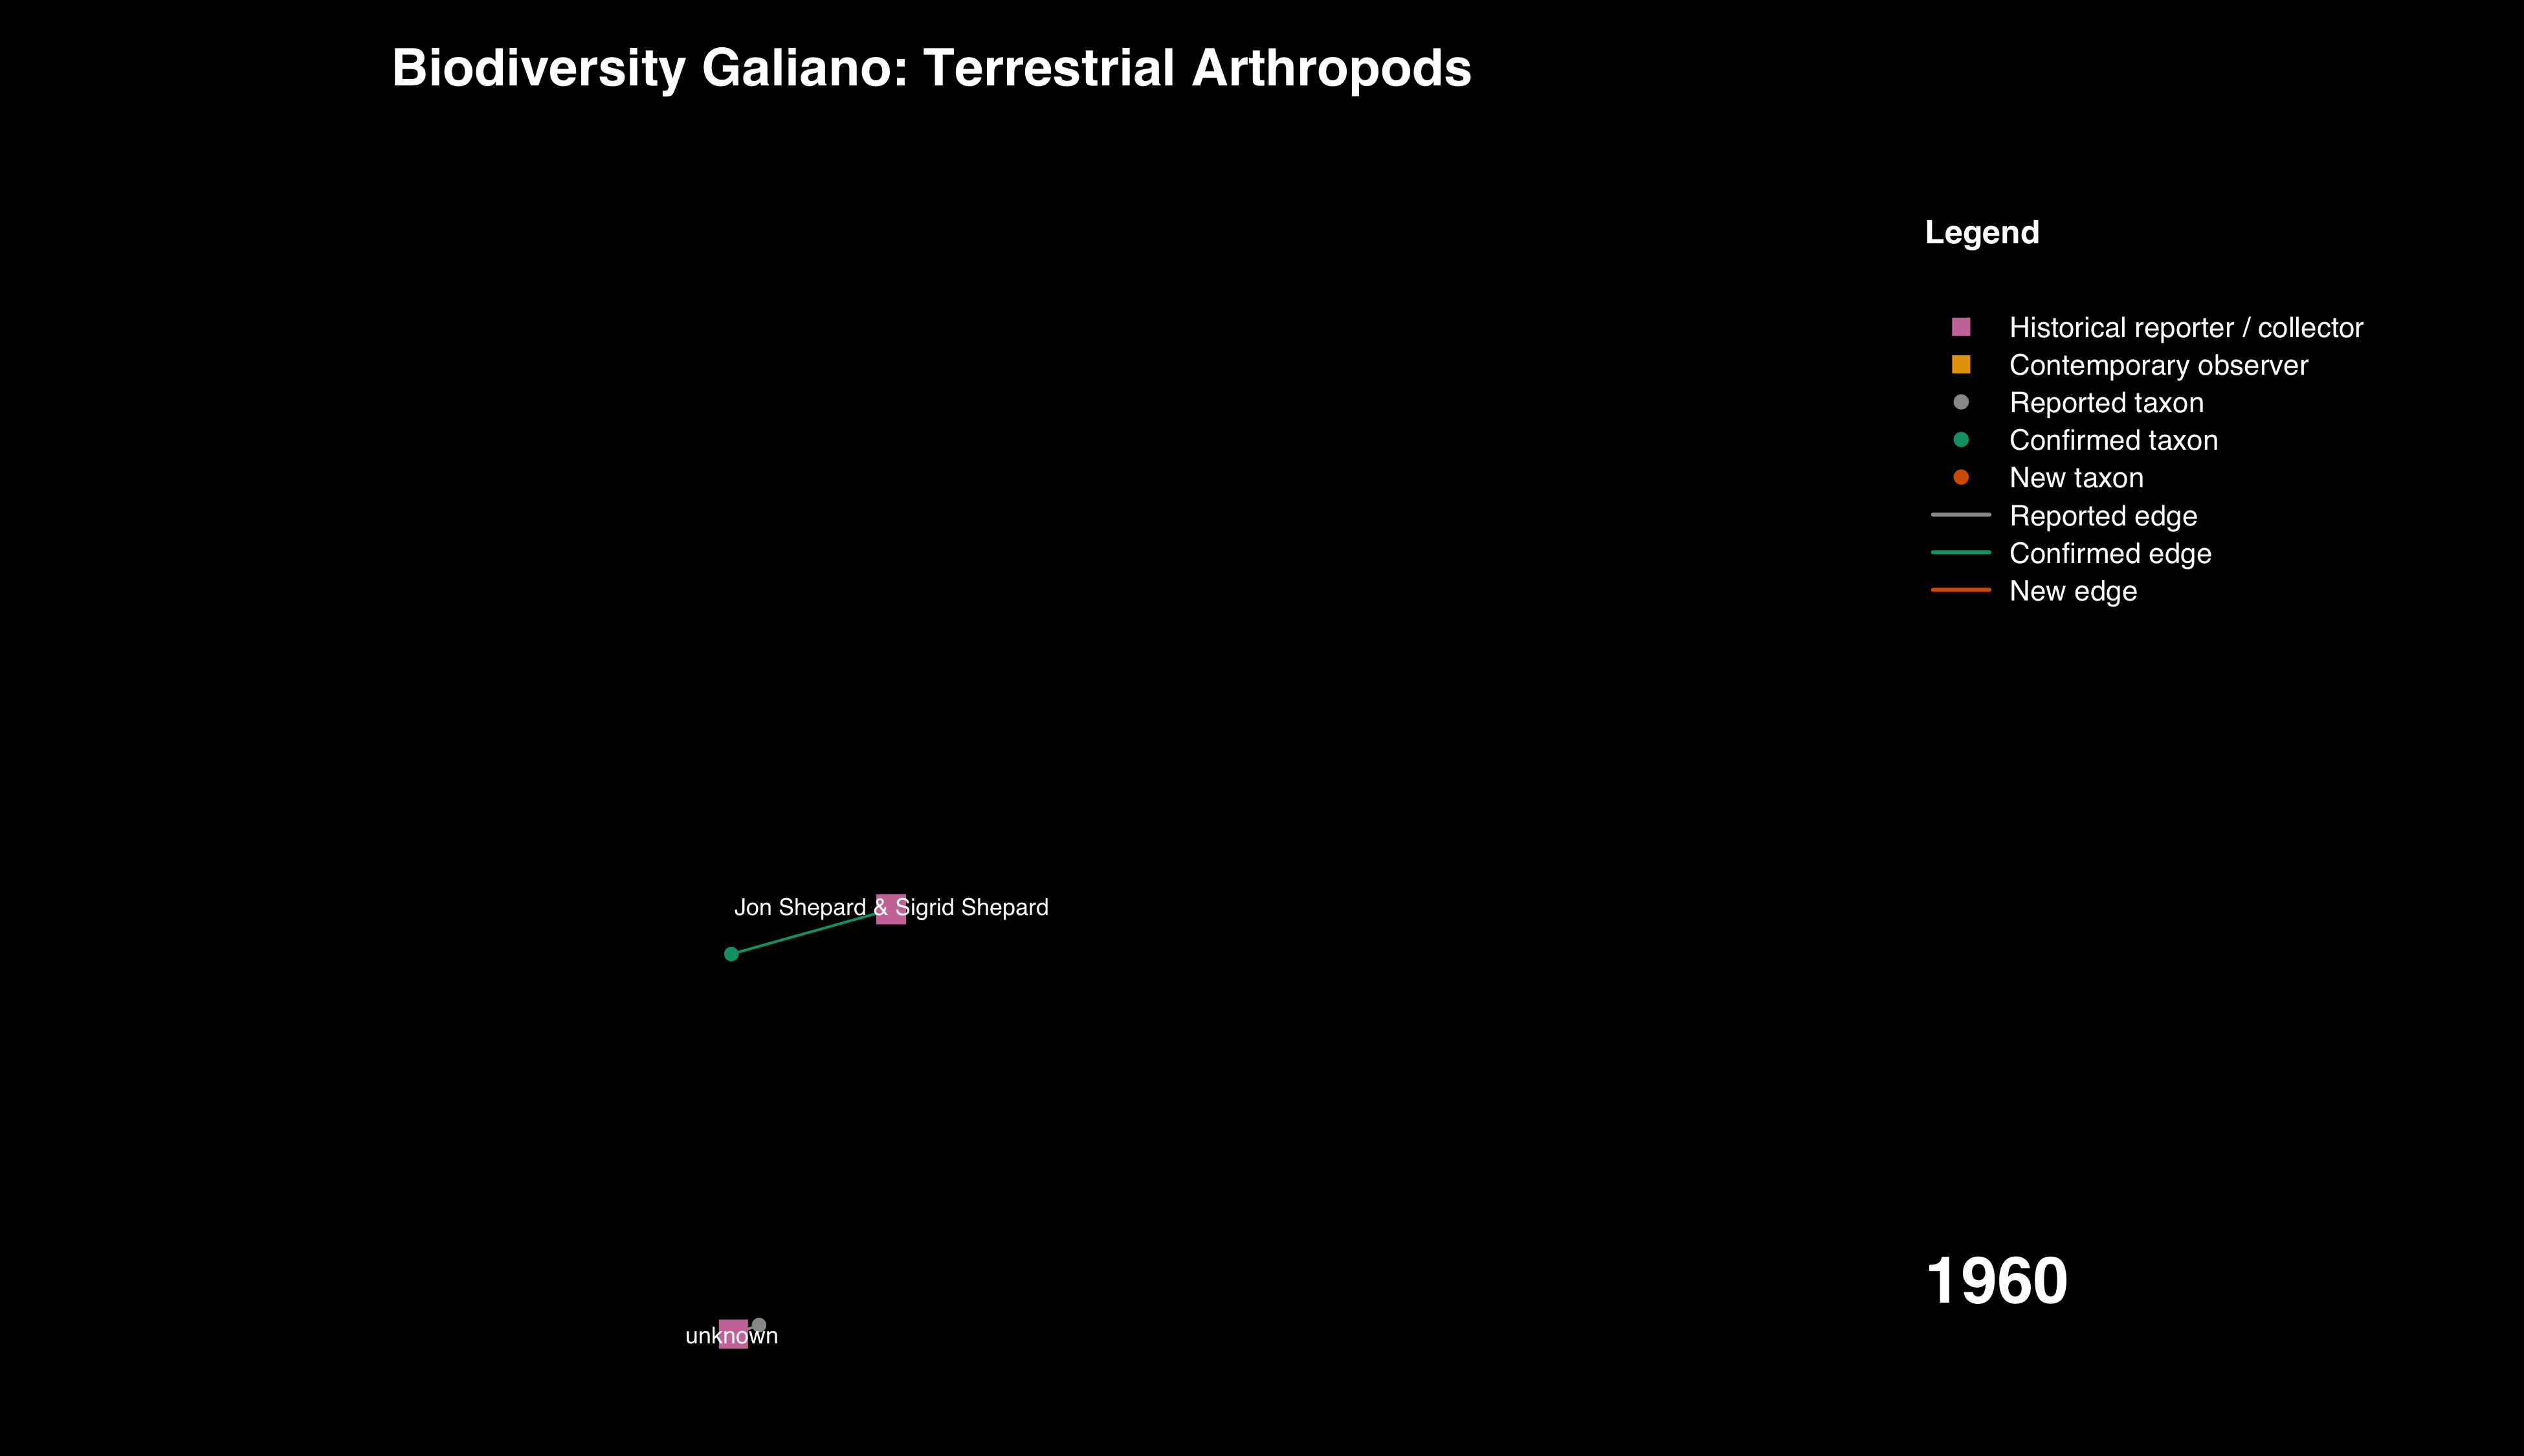 Biodiversity Galiano: Terrestrial Arthropods
Legend
Historical reporter / collector
Contemporary observer
Reported taxon
Confirmed taxon
New taxon
Reported edge
Confirmed edge
New edge
Jon Shepard & Sigrid Shepard
1960
unknown